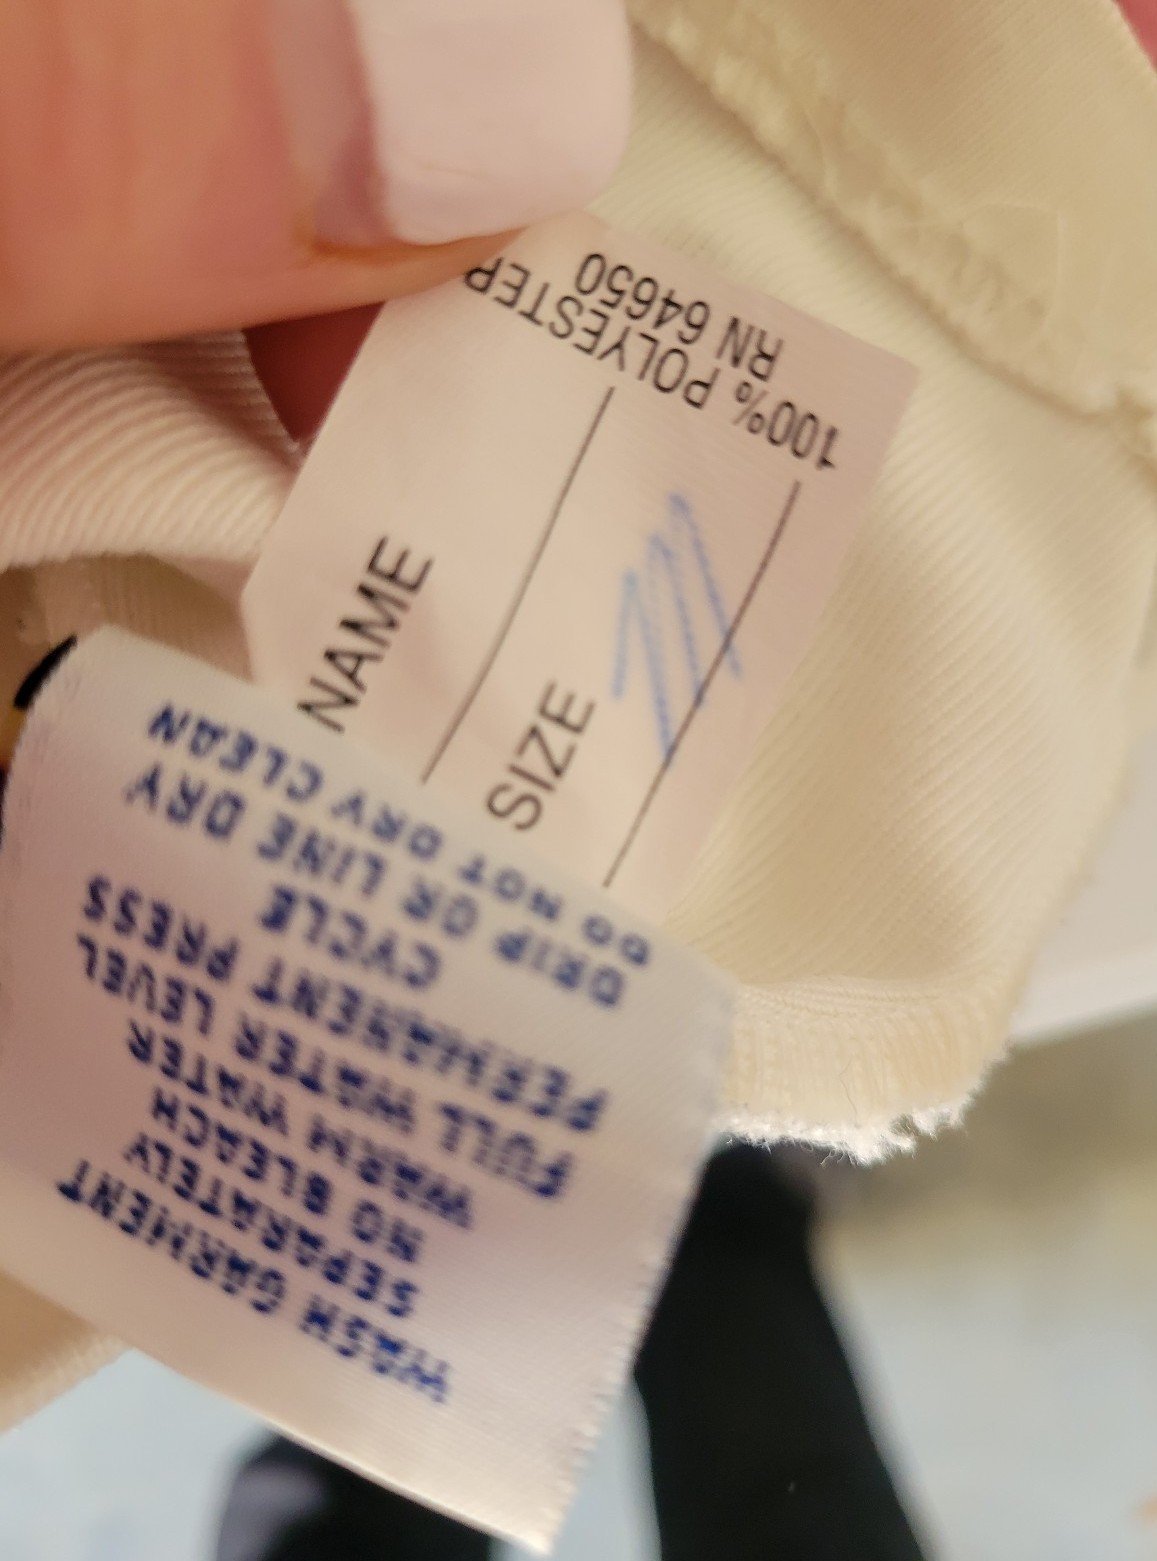 100% POLYESTER
RN 64650
NAME
SIZE
WASH GARMENT
SEPARATELY
NO BLEACH
WARM WATER
FULL WATER LEVEL
PERMANENT PRESS
CYCLE
DRIP OR LINE DRY
DO NOT DRY CLEAN